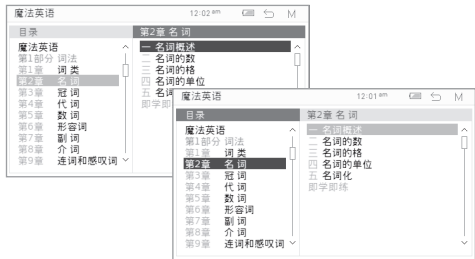 魔法英语 12:02 am M
目录
魔法英语
第1部分 词法
第1章 词 类
第2章 名 词
第3章 冠 词
第4章 代 词
第5章 数 词
第6章 形容词
第7章 副 词
第8章 介 词
第9章 连词和感叹词
第2章 名 词
一 名词概述
二 名词的数
三 名词的格
四 名词的单位
五 名词
即学即
魔法英语 12:01 am M
目录
魔法英语
第1部分 词法
第1章 词 类
第2章 名 词
第3章 冠 词
第4章 代 词
第5章 数 词
第6章 形容词
第7章 副 词
第8章 介 词
第9章 连词和感叹词
第2章 名 词
一 名词概述
二 名词的数
三 名词的格
四 名词的单位
五 名词化
即学即练